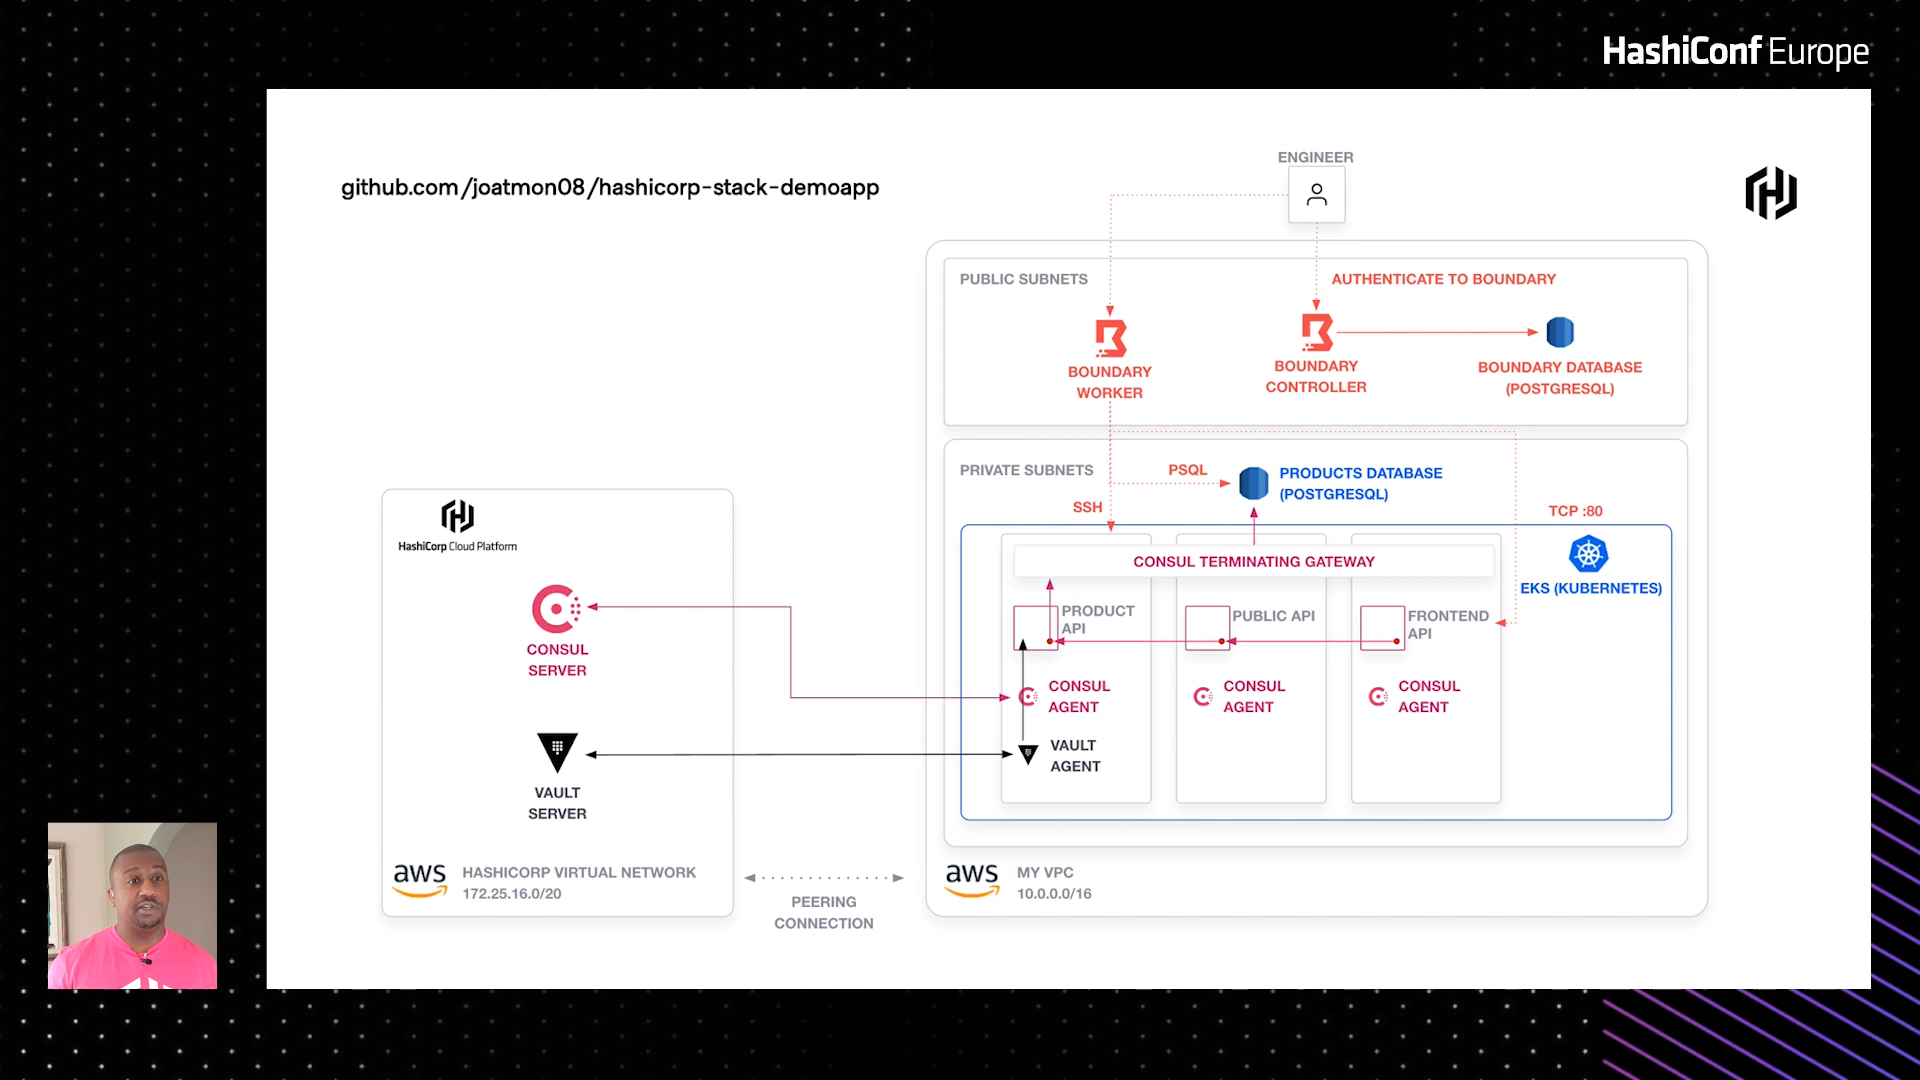 HashiConf Europe
github.com/joatmon08/hashicorp-stack-demoapp
ENGINEER
PUBLIC SUBNETS
AUTHENTICATE TO BOUNDARY
BOUNDARY
WORKER
BOUNDARY
CONTROLLER
BOUNDARY DATABASE
(POSTGRESQL)
PRIVATE SUBNETS
PSQL
PRODUCTS DATABASE
(POSTGRESQL)
SSH
TCP :80
CONSUL TERMINATING GATEWAY
EKS (KUBERNETES)
PRODUCT
API
PUBLIC API
FRONTEND
API
CONSUL
AGENT
CONSUL
AGENT
CONSUL
AGENT
VAULT
AGENT
HashiCorp Cloud Platform
CONSUL
SERVER
VAULT
SERVER
aws
HASHICORP VIRTUAL NETWORK
172.25.16.0/20
PEERING
CONNECTION
aws
MY VPC
10.0.0.0/16